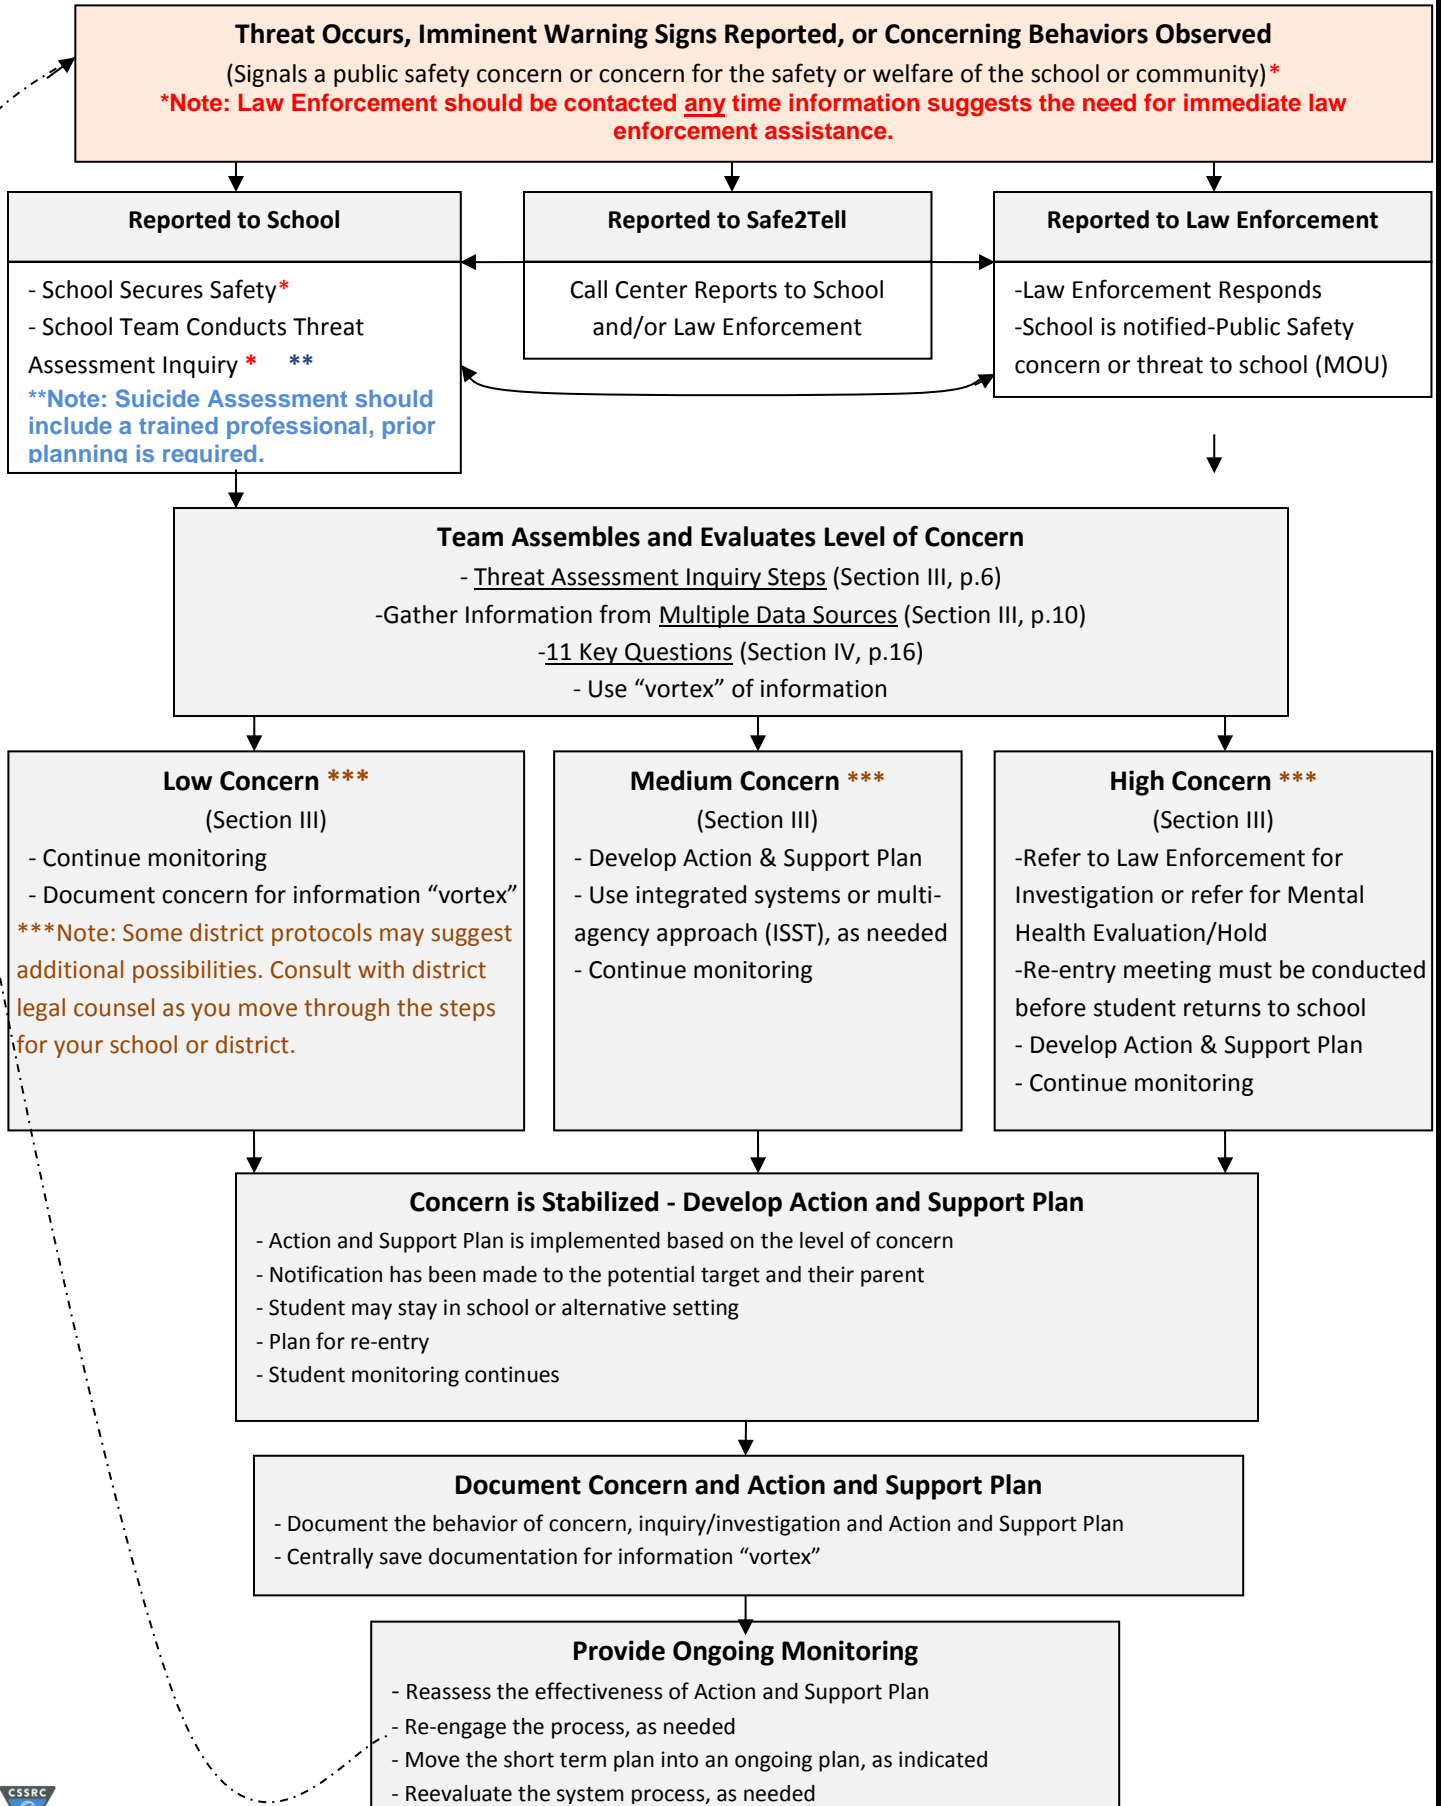 Threat Occurs, Imminent Warning Signs Reported, or Concerning Behaviors Observed
(Signals a public safety concern or concern for the safety or welfare of the school or community)*
*Note: Law Enforcement should be contacted any time information suggests the need for immediate law
enforcement assistance.
Reported to School
- School Secures Safety*
- School Team Conducts Threat
Assessment Inquiry * **
**Note: Suicide Assessment should
include a trained professional, prior
planning is required.
Reported to Safe2Tell
Call Center Reports to School
and/or Law Enforcement
Reported to Law Enforcement
-Law Enforcement Responds
-School is notified-Public Safety
concern or threat to school (MOU)
Team Assembles and Evaluates Level of Concern
- Threat Assessment Inquiry Steps (Section III, p.6)
-Gather Information from Multiple Data Sources (Section III, p.10)
-11 Key Questions (Section IV, p.16)
- Use “vortex” of information
Low Concern ***
(Section III)
- Continue monitoring
- Document concern for information “vortex”
***Note: Some district protocols may suggest
additional possibilities. Consult with district
legal counsel as you move through the steps
for your school or district.
Medium Concern ***
(Section III)
- Develop Action & Support Plan
- Use integrated systems or multi-
agency approach (ISST), as needed
- Continue monitoring
High Concern ***
(Section III)
-Refer to Law Enforcement for
Investigation or refer for Mental
Health Evaluation/Hold
-Re-entry meeting must be conducted
before student returns to school
- Develop Action & Support Plan
- Continue monitoring
Concern is Stabilized - Develop Action and Support Plan
- Action and Support Plan is implemented based on the level of concern
- Notification has been made to the potential target and their parent
- Student may stay in school or alternative setting
- Plan for re-entry
- Student monitoring continues
Document Concern and Action and Support Plan
- Document the behavior of concern, inquiry/investigation and Action and Support Plan
- Centrally save documentation for information “vortex”
Provide Ongoing Monitoring
- Reassess the effectiveness of Action and Support Plan
- Re-engage the process, as needed
- Move the short term plan into an ongoing plan, as indicated
- Reevaluate the system process, as needed
CSSRC